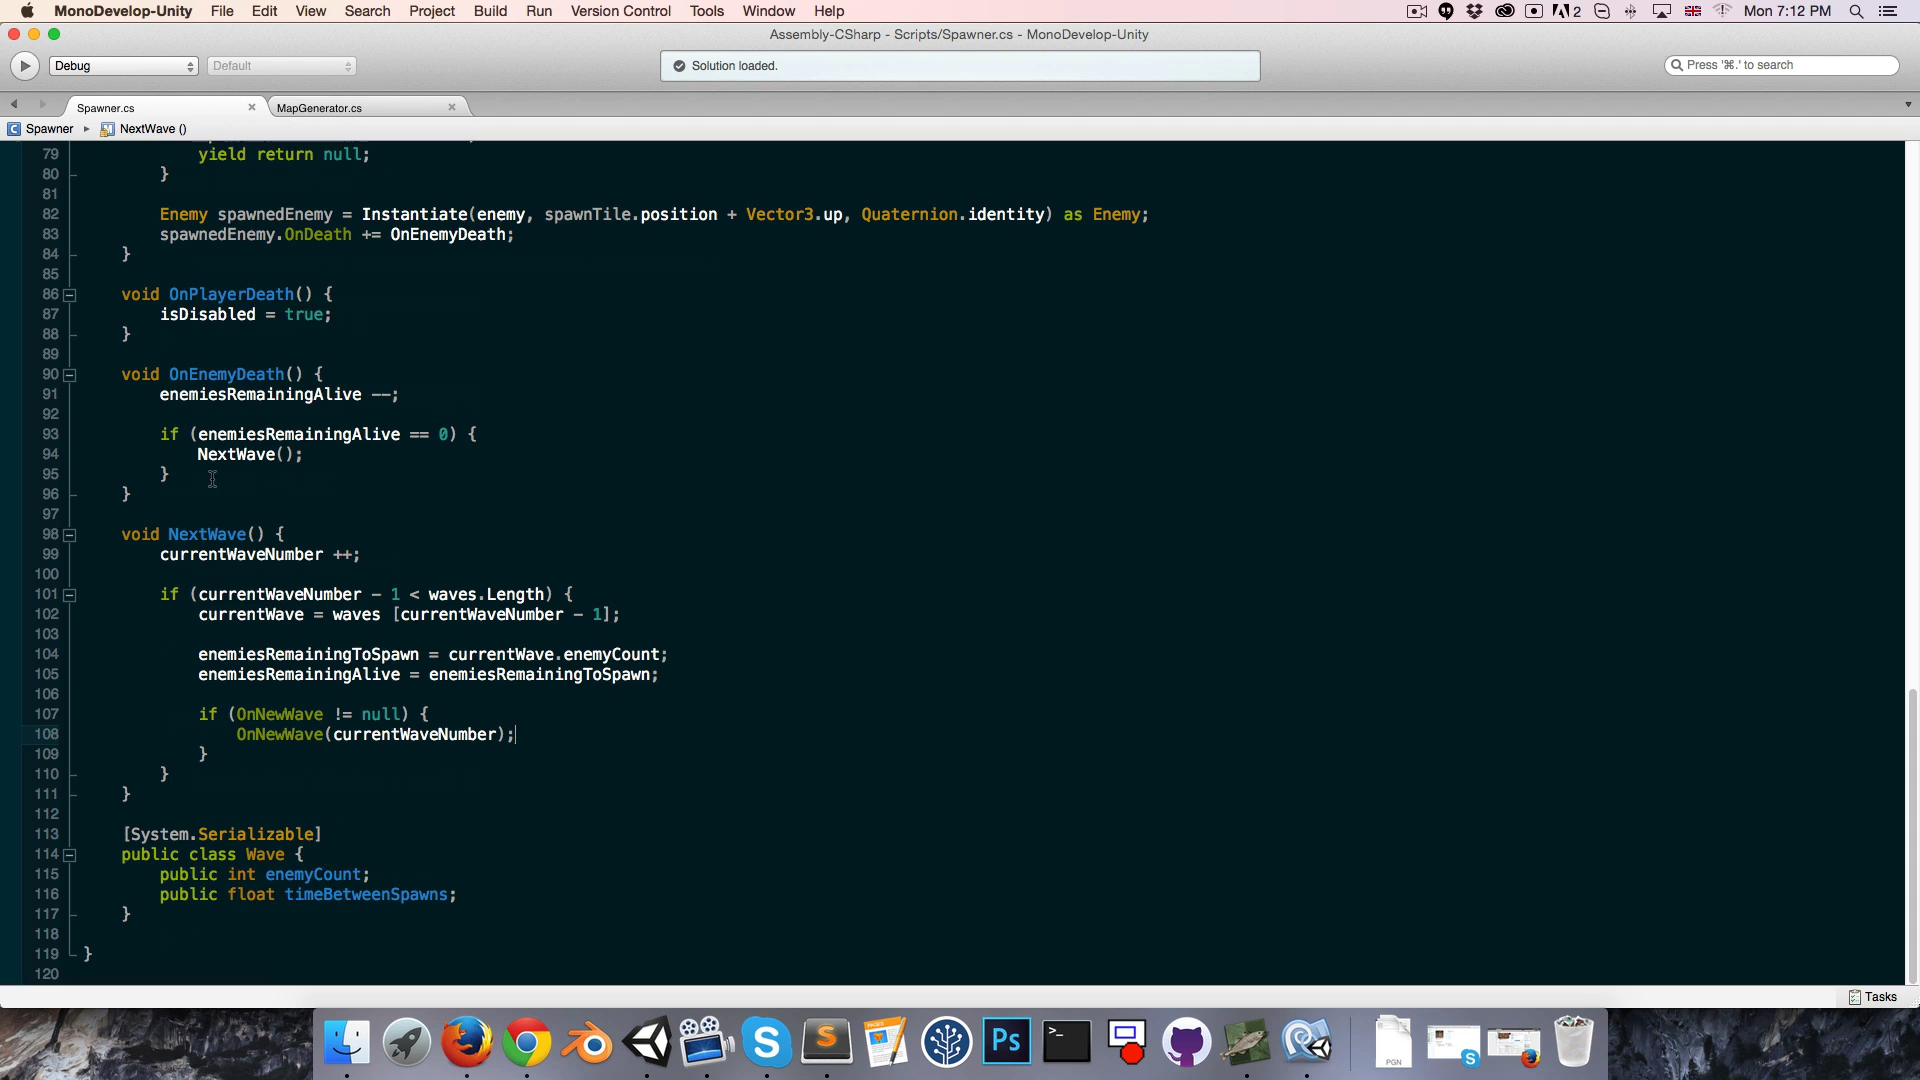 MonoDevelop-Unity File Edit View Search Project Build Run Version Control Tools Window Help 2 Mon 7:12 PM
Assembly-CSharp - Scripts/Spawner.cs - MonoDevelop-Unity
Debug Default Solution loaded. Press '⌘.' to search
Spawner.cs MapGenerator.cs
Spawner NextWave ()
79 yield return null;
80 }
81
82 Enemy spawnedEnemy = Instantiate(enemy, spawnTile.position + Vector3.up, Quaternion.identity) as Enemy;
83 spawnedEnemy.OnDeath += OnEnemyDeath;
84 }
85
86 void OnPlayerDeath() {
87 isDisabled = true;
88 }
89
90 void OnEnemyDeath() {
91 enemiesRemainingAlive --;
92
93 if (enemiesRemainingAlive == 0) {
94 NextWave();
95 }
96 }
97
98 void NextWave() {
99 currentWaveNumber ++;
100
101 if (currentWaveNumber - 1 < waves.Length) {
102 currentWave = waves [currentWaveNumber - 1];
103
104 enemiesRemainingToSpawn = currentWave.enemyCount;
105 enemiesRemainingAlive = enemiesRemainingToSpawn;
106
107 if (OnNewWave != null) {
108 OnNewWave(currentWaveNumber);
109 }
110 }
111 }
112
113 [System.Serializable]
114 public class Wave {
115 public int enemyCount;
116 public float timeBetweenSpawns;
117 }
118
119 }
120
Tasks
Ps
PGN